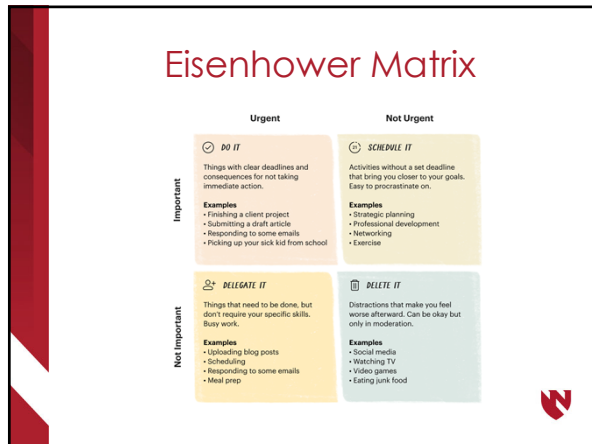 Eisenhower Matrix
Urgent
Not Urgent
Important
DO IT
Things with clear deadlines and
consequences for not taking
immediate action.
Examples
• Finishing a client project
• Submitting a draft article
• Responding to some emails
• Picking up your sick kid from school
SCHEDULE IT
Activities without a set deadline
that bring you closer to your goals.
Easy to procrastinate on.
Examples
• Strategic planning
• Professional development
• Networking
• Exercise
Not Important
DELEGATE IT
Things that need to be done, but
don't require your specific skills.
Busy work.
Examples
• Uploading blog posts
• Scheduling
• Responding to some emails
• Meal prep
DELETE IT
Distractions that make you feel
worse afterward. Can be okay but
only in moderation.
Examples
• Social media
• Watching TV
• Video games
• Eating junk food